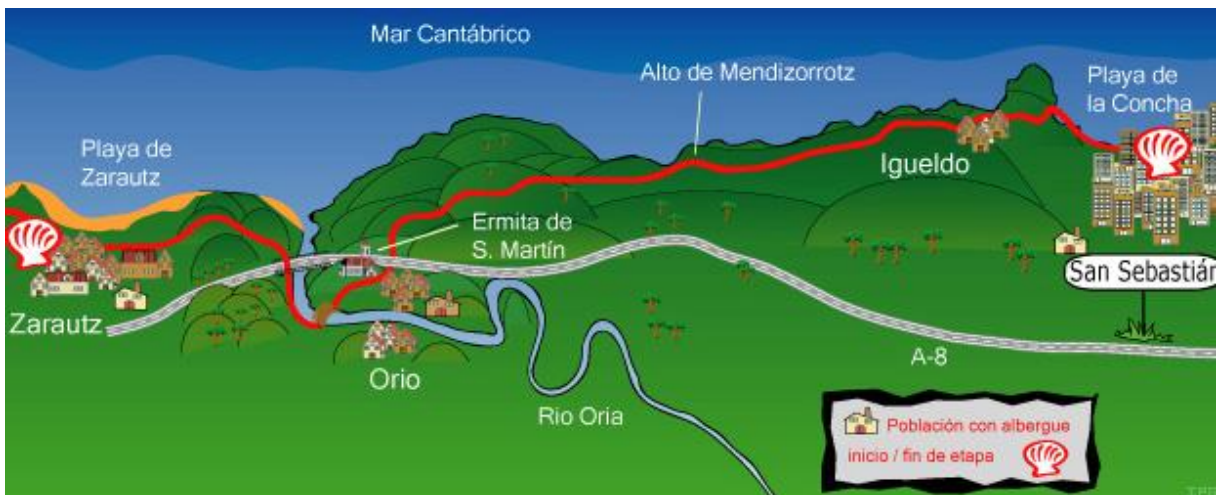 Mar Cantábrico
Alto de Mendizorrotz
Playa de
la Concha
Playa de
Zarautz
Igueldo
Ermita de
S. Martín
San Sebastián
Zarautz
A-8
Orio
Rio Oria
Población con albergue
inicio / fin de etapa